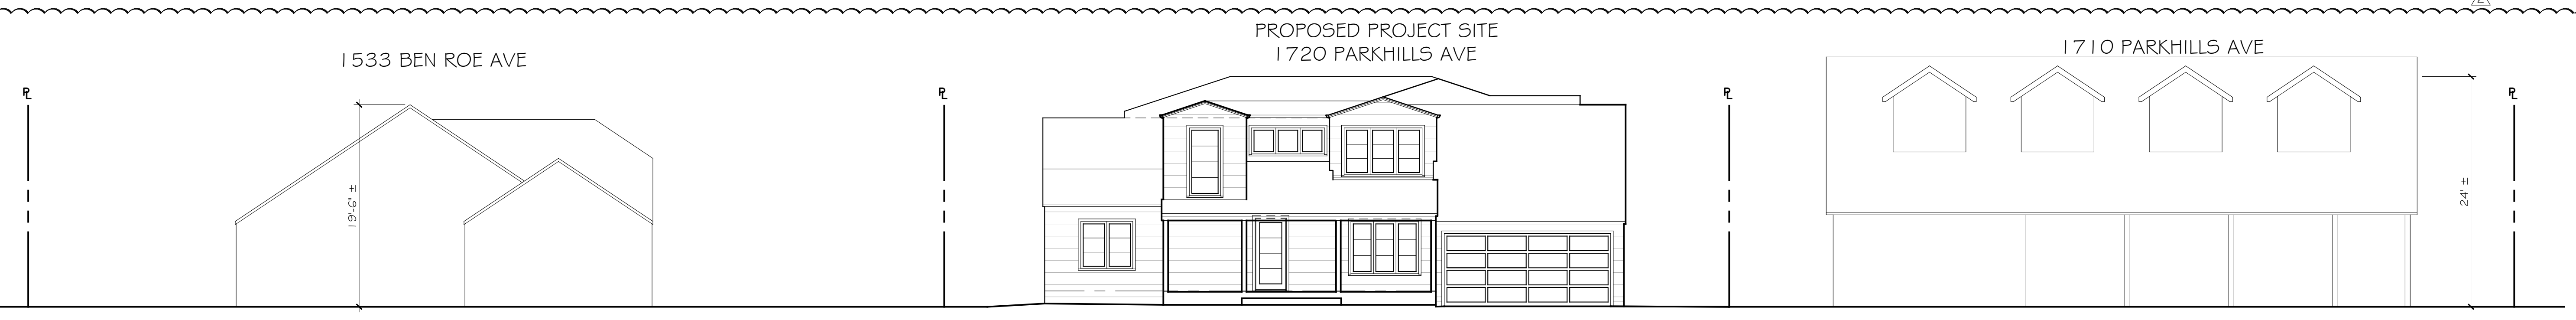 1533 BEN ROE AVE
PROPOSED PROJECT SITE
1720 PARKHILLS AVE
1710 PARKHILLS AVE
PL
PL
PL
PL
19'-6" ±
24' ±